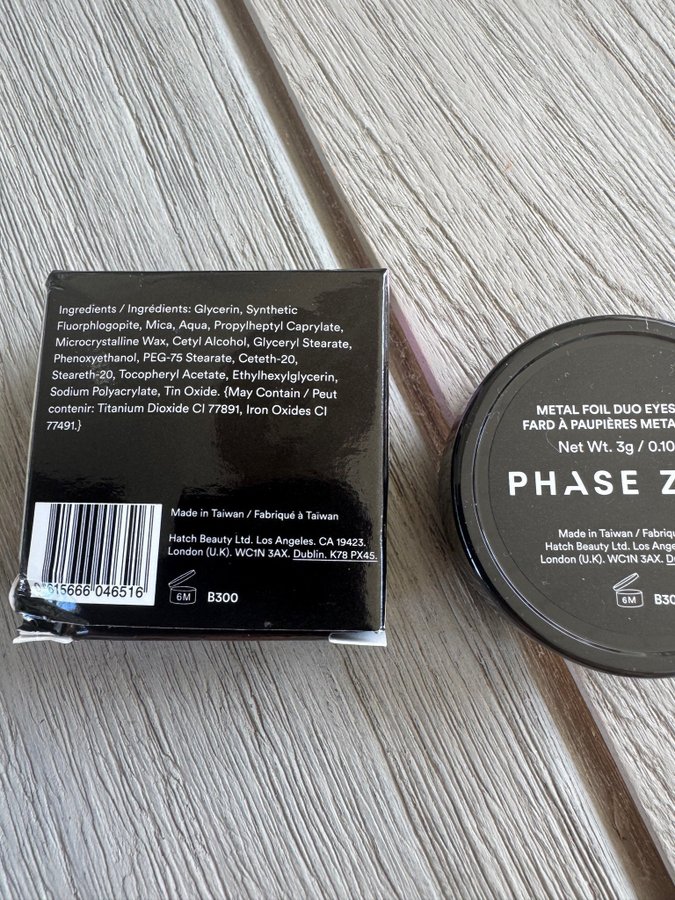 Ingredients / Ingrédients: Glycerin, Synthetic
Fluorphlogopite, Mica, Aqua, Propylheptyl Caprylate,
Microcrystalline Wax, Cetyl Alcohol, Glyceryl Stearate,
Phenoxyethanol, PEG-75 Stearate, Ceteth-20,
Steareth-20, Tocopheryl Acetate, Ethylhexylglycerin,
Sodium Polyacrylate, Tin Oxide. {May Contain / Peut
contenir: Titanium Dioxide CI 77891, Iron Oxides CI
77491.}
Made in Taiwan / Fabriqué à Taïwan
Hatch Beauty Ltd. Los Angeles. CA 19423.
London (U.K). WC1N 3AX. Dublin. K78 PX45.
615666 046516
6M
B300
METAL FOIL DUO EYES
FARD À PAUPIÈRES META
Net Wt. 3g / 0.10
PHASE Z
Made in Taiwan / Fabriqu
Hatch Beauty Ltd. Los Ange
London (U.K). WC1N 3AX. D
6M
B30